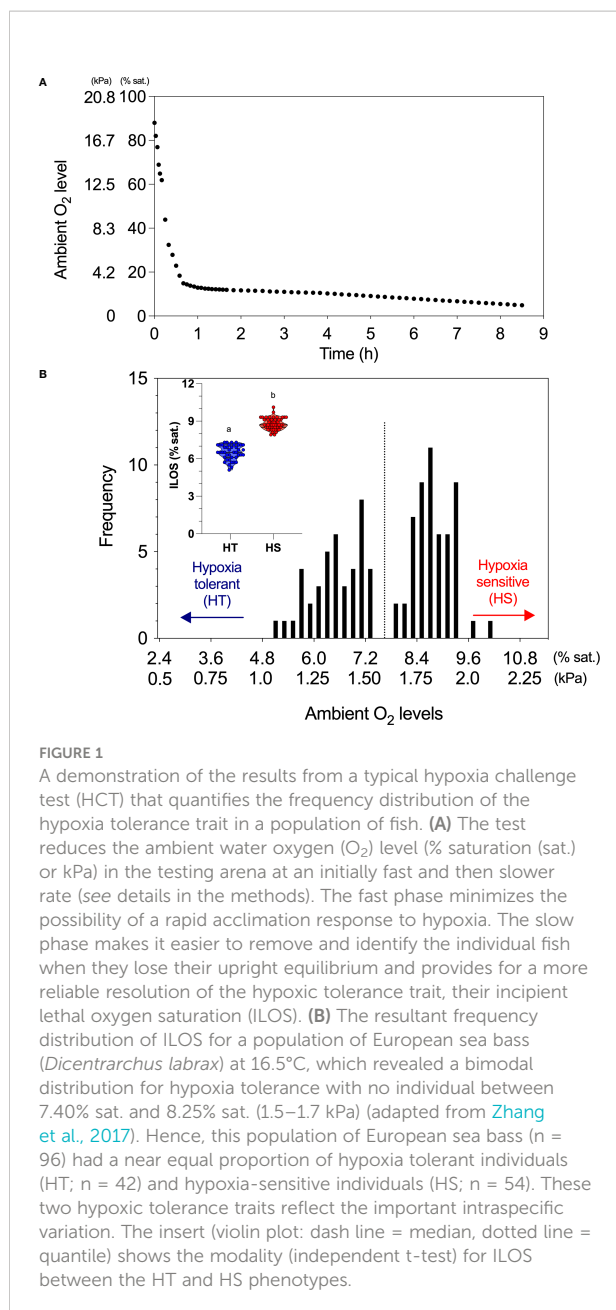 A
(kPa) (% sat.)
20.8 100
16.7 80
12.5 60
8.3 40
4.2 20
0 0
Ambient O2 level
0 1 2 3 4 5 6 7 8 9
Time (h)
B
15
10
5
0
Frequency
12
9
6
3
0
ILOS (% sat.)
a
b
HT HS
Hypoxia
tolerant
(HT)
Hypoxia
sensitive
(HS)
2.4 3.6 4.8 6.0 7.2 8.4 9.6 10.8 (% sat.)
0.5 0.75 1.0 1.25 1.50 1.75 2.0 2.25 (kPa)
Ambient O2 levels
FIGURE 1
A demonstration of the results from a typical hypoxia challenge
test (HCT) that quantifies the frequency distribution of the
hypoxia tolerance trait in a population of fish. (A) The test
reduces the ambient water oxygen (O2) level (% saturation (sat.)
or kPa) in the testing arena at an initially fast and then slower
rate (see details in the methods). The fast phase minimizes the
possibility of a rapid acclimation response to hypoxia. The slow
phase makes it easier to remove and identify the individual fish
when they lose their upright equilibrium and provides for a more
reliable resolution of the hypoxic tolerance trait, their incipient
lethal oxygen saturation (ILOS). (B) The resultant frequency
distribution of ILOS for a population of European sea bass
(Dicentrarchus labrax) at 16.5°C, which revealed a bimodal
distribution for hypoxia tolerance with no individual between
7.40% sat. and 8.25% sat. (1.5–1.7 kPa) (adapted from Zhang
et al., 2017). Hence, this population of European sea bass (n =
96) had a near equal proportion of hypoxia tolerant individuals
(HT; n = 42) and hypoxia-sensitive individuals (HS; n = 54). These
two hypoxic tolerance traits reflect the important intraspecific
variation. The insert (violin plot: dash line = median, dotted line =
quantile) shows the modality (independent t-test) for ILOS
between the HT and HS phenotypes.